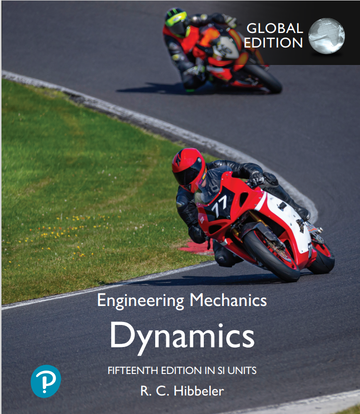 GLOBAL
EDITION
77
Engineering Mechanics
Dynamics
FIFTEENTH EDITION IN SI UNITS
P
R. C. Hibbeler